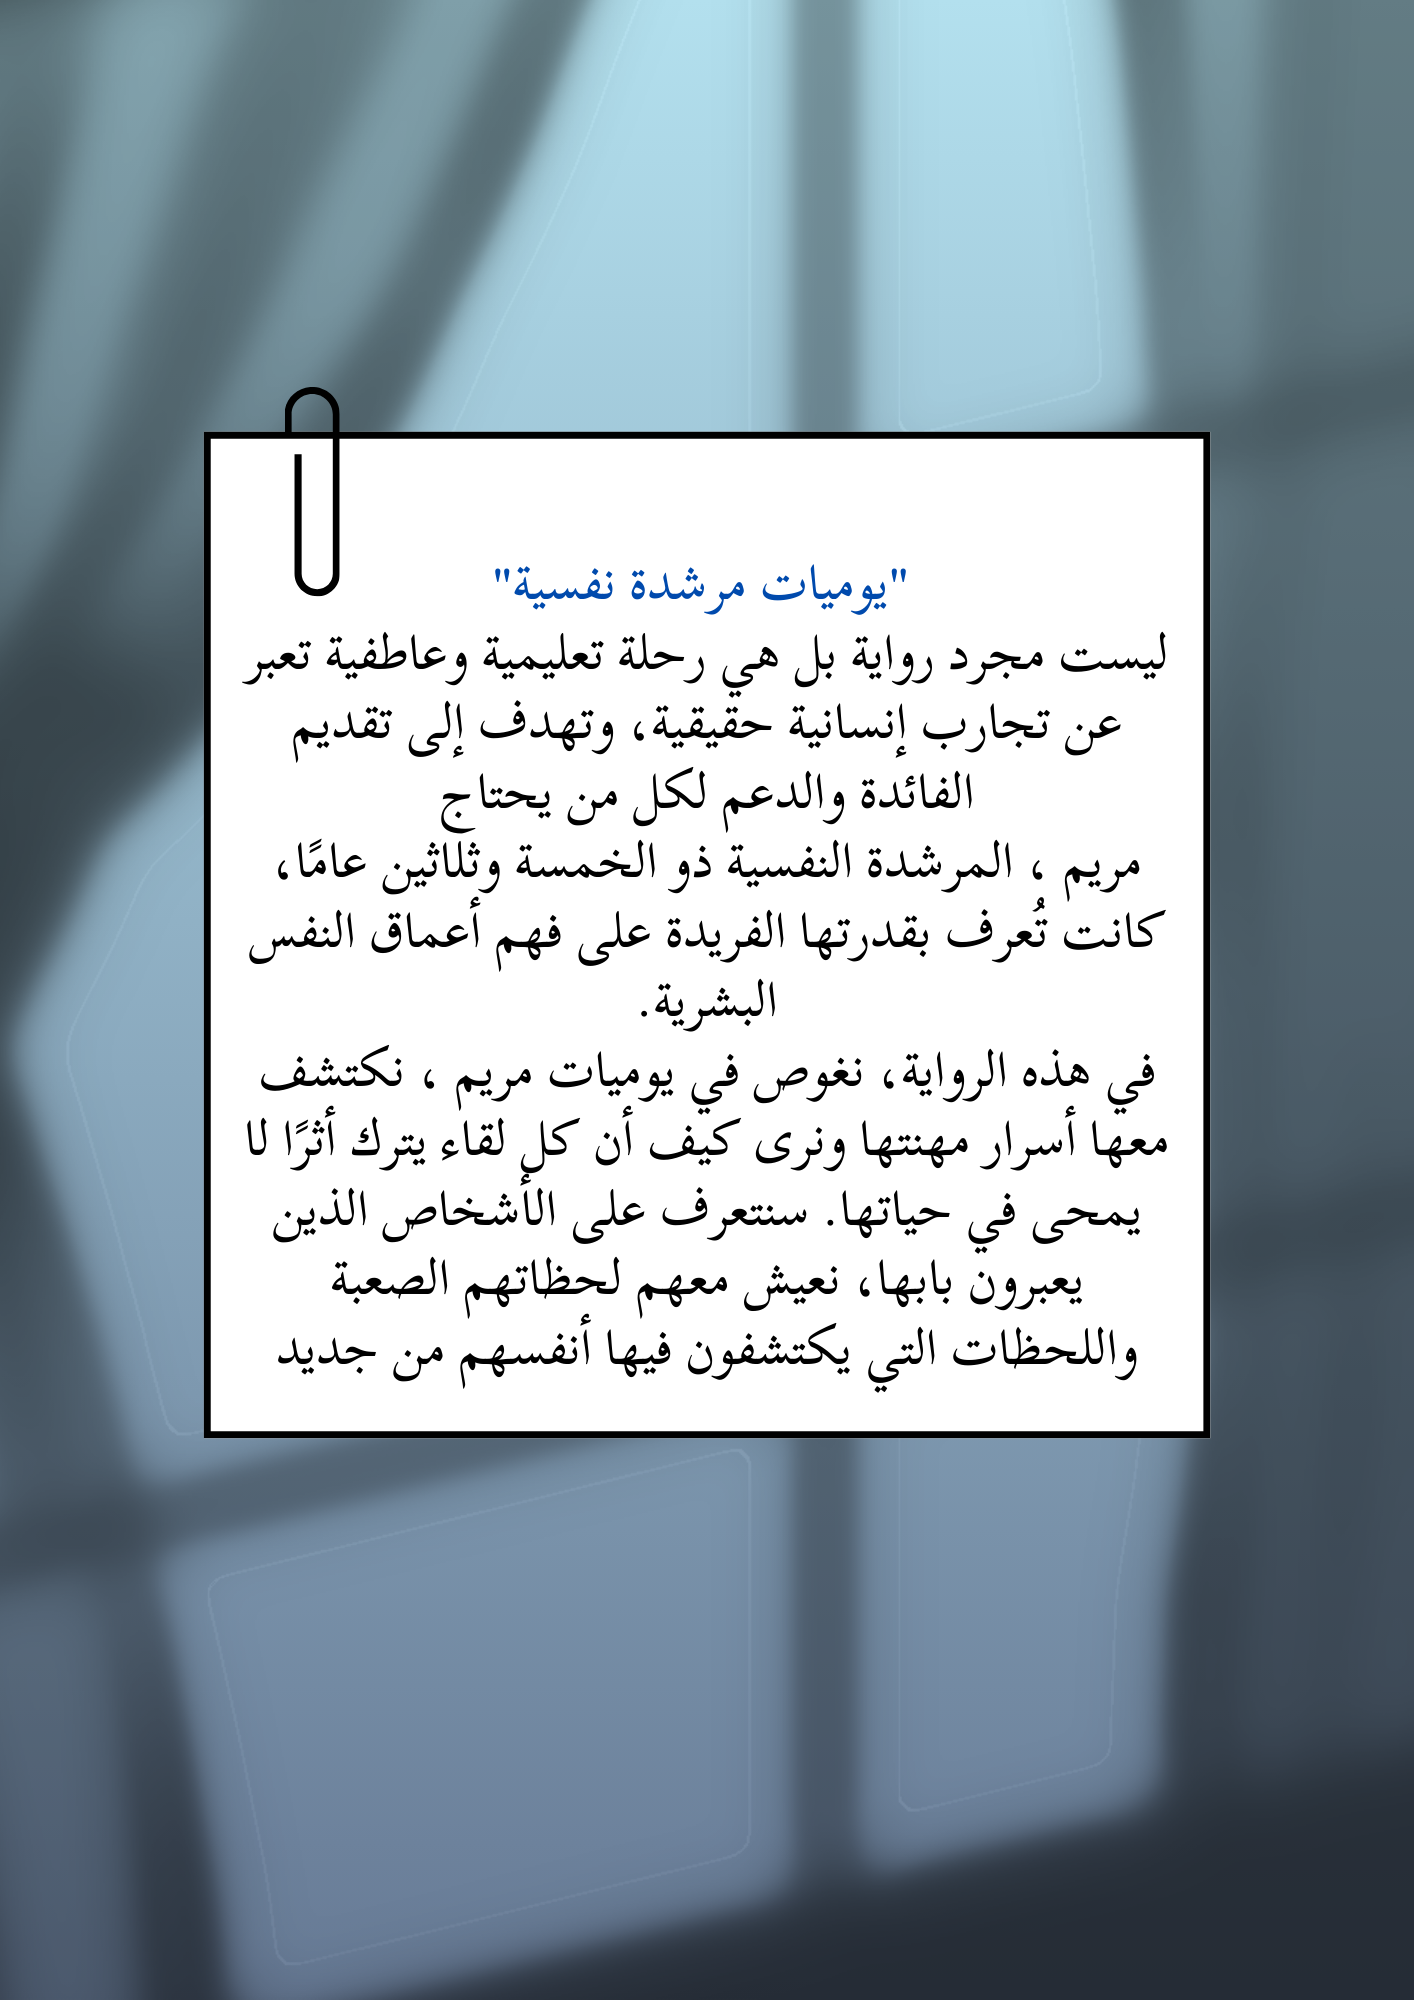 "يوميات مرشدة نفسية"
ليست مجرد رواية بل هي رحلة تعليمية وعاطفية تعبر
عن تجارب إنسانية حقيقية، وتهدف إلى تقديم
الفائدة والدعم لكل من يحتاج
مريم ، المرشدة النفسية ذو الخمسة وثلاثين عامًا،
كانت تُعرف بقدرتها الفريدة على فهم أعماق النفس
البشرية.
في هذه الرواية، نغوص في يوميات مريم ، نكتشف
معها أسرار مهنتها ونرى كيف أن كل لقاء يترك أثرًا لا
يمحى في حياتها. سنتعرف على الأشخاص الذين
يعبرون بابها، نعيش معهم لحظاتهم الصعبة
واللحظات التي يكتشفون فيها أنفسهم من جديد